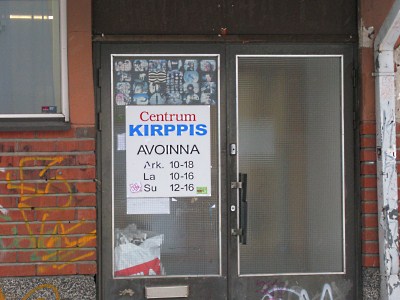 Centrum
KIRPPIS
AVOINNA
Ark. 10-18
La 10-16
Su 12-16